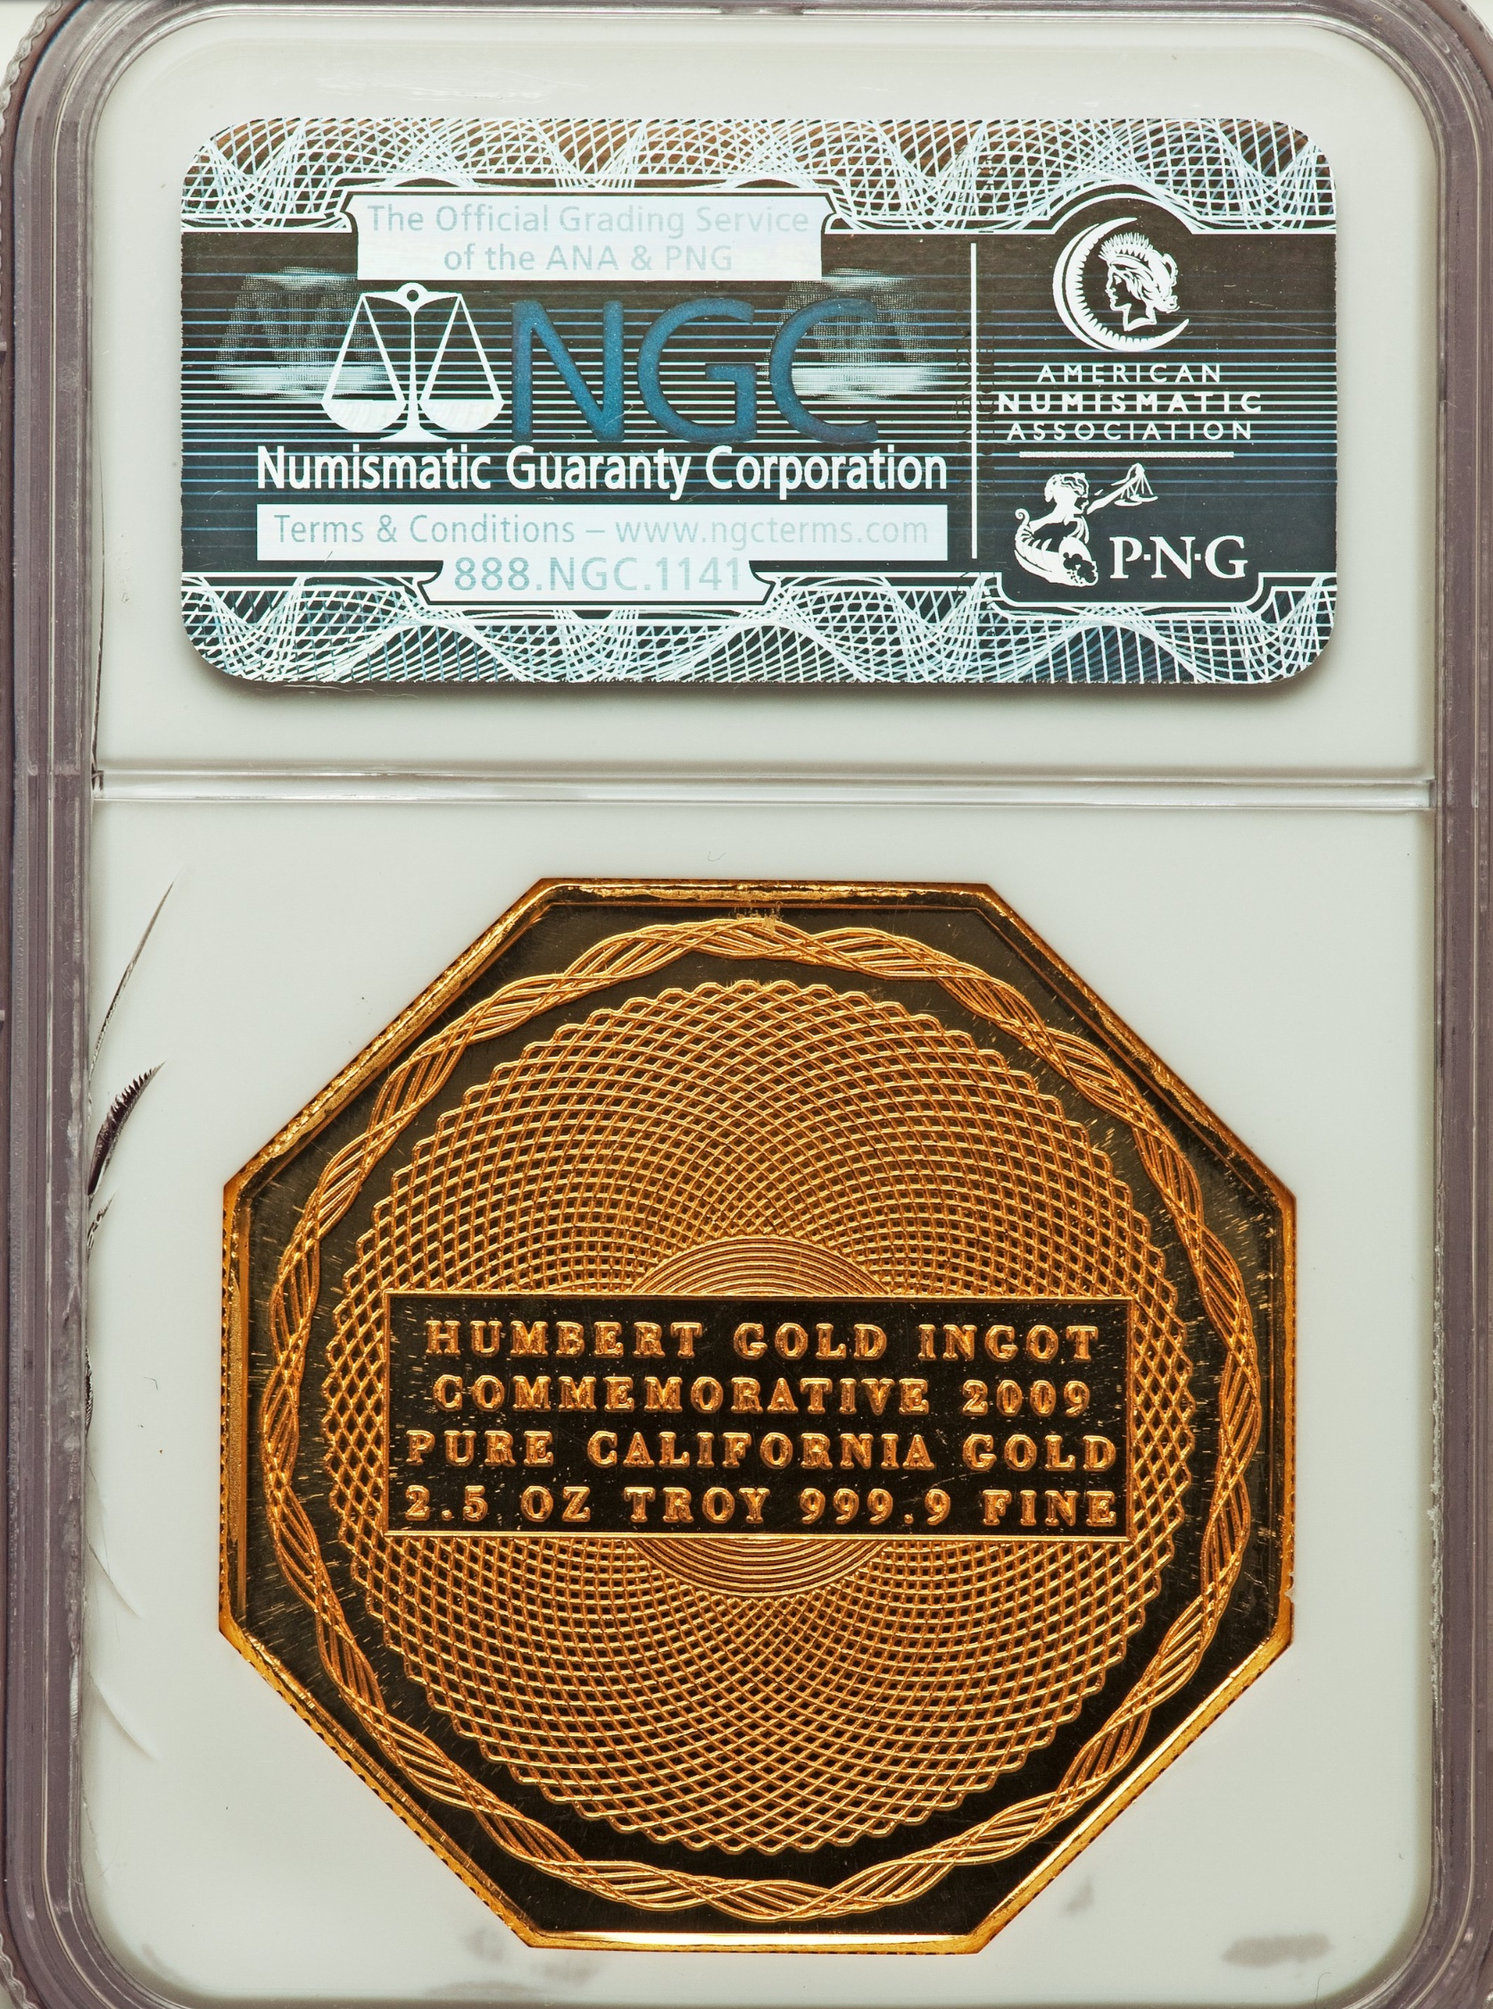 The Official Grading Service
of the ANA & PNG
NGC
Numismatic Guaranty Corporation
Terms & Conditions – www.ngcterms.com
888.NGC.1141
AMERICAN
NUMISMATIC
ASSOCIATION
P·N·G
HUMBERT GOLD INGOT
COMMEMORATIVE 2009
PURE CALIFORNIA GOLD
2.5 OZ TROY 999.9 FINE